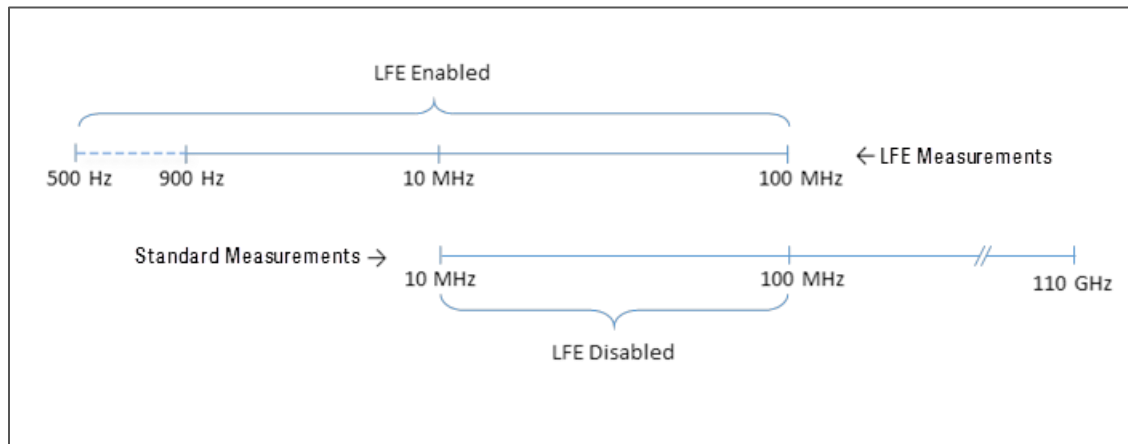 LFE Enabled
500 Hz 900 Hz 10 MHz 100 MHz ← LFE Measurements
Standard Measurements → 10 MHz 100 MHz 110 GHz
LFE Disabled